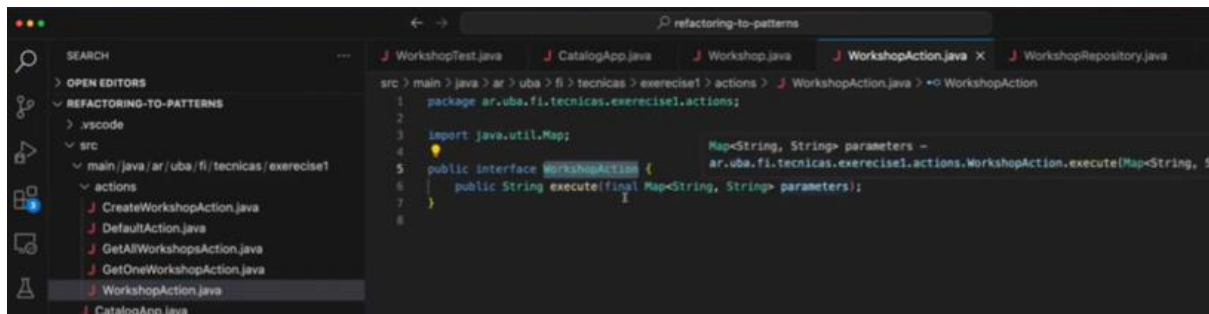 refactoring-to-patterns
SEARCH
...
OPEN EDITORS
REFACTORING-TO-PATTERNS
.vscode
src
main/java/ar/uba/fi/tecnicas/exerecise1
actions
J CreateWorkshopAction.java
J DefaultAction.java
J GetAllWorkshopsAction.java
J GetOneWorkshopAction.java
J WorkshopAction.java
J CatalogApp.java
3
J WorkshopTest.java J CatalogApp.java J Workshop.java J WorkshopAction.java × J WorkshopRepository.java
src > main > java > ar > uba > fi > tecnicas > exerecise1 > actions > J WorkshopAction.java > WorkshopAction
1 package ar.uba.fi.tecnicas.exerecise1.actions;
2
3 import java.util.Map;
4
5 public interface WorkshopAction {
6 public String execute(final Map<String, String> parameters);
7 }
8
Map<String, String> parameters –
ar.uba.fi.tecnicas.exerecise1.actions.WorkshopAction.execute(Map<String, S